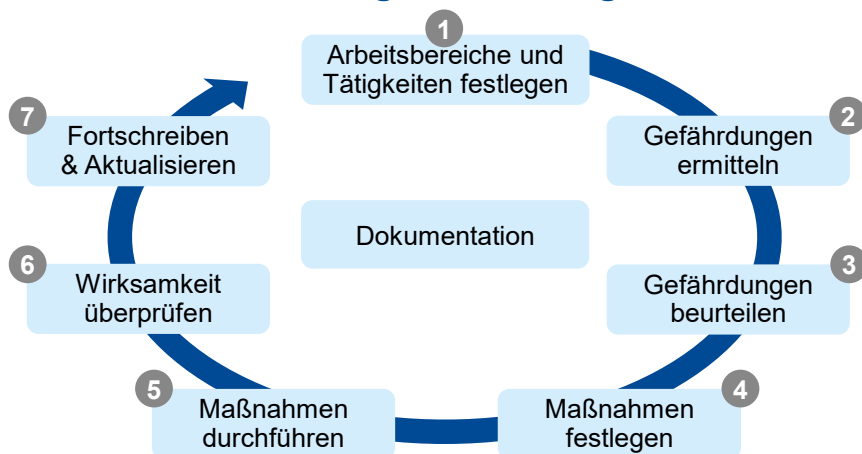 1
Arbeitsbereiche und
Tätigkeiten festlegen
2
Gefährdungen
ermitteln
3
Gefährdungen
beurteilen
4
Maßnahmen
festlegen
5
Maßnahmen
durchführen
6
Wirksamkeit
überprüfen
7
Fortschreiben
& Aktualisieren
Dokumentation